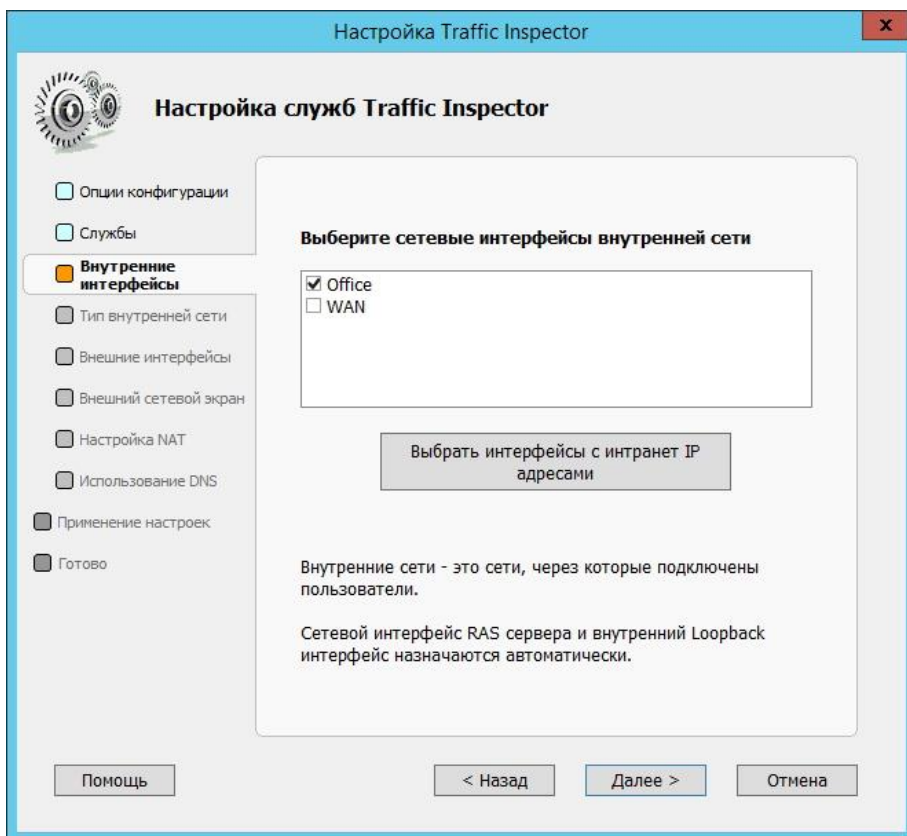 Настройка Traffic Inspector
x
Настройка служб Traffic Inspector
Опции конфигурации
Службы
Внутренние
интерфейсы
Тип внутренней сети
Внешние интерфейсы
Внешний сетевой экран
Настройка NAT
Использование DNS
Применение настроек
Готово
Выберите сетевые интерфейсы внутренней сети
Office
WAN
Выбрать интерфейсы с интранет IP
адресами
Внутренние сети - это сети, через которые подключены
пользователи.
Сетевой интерфейс RAS сервера и внутренний Loopback
интерфейс назначаются автоматически.
Помощь
< Назад
Далее >
Отмена